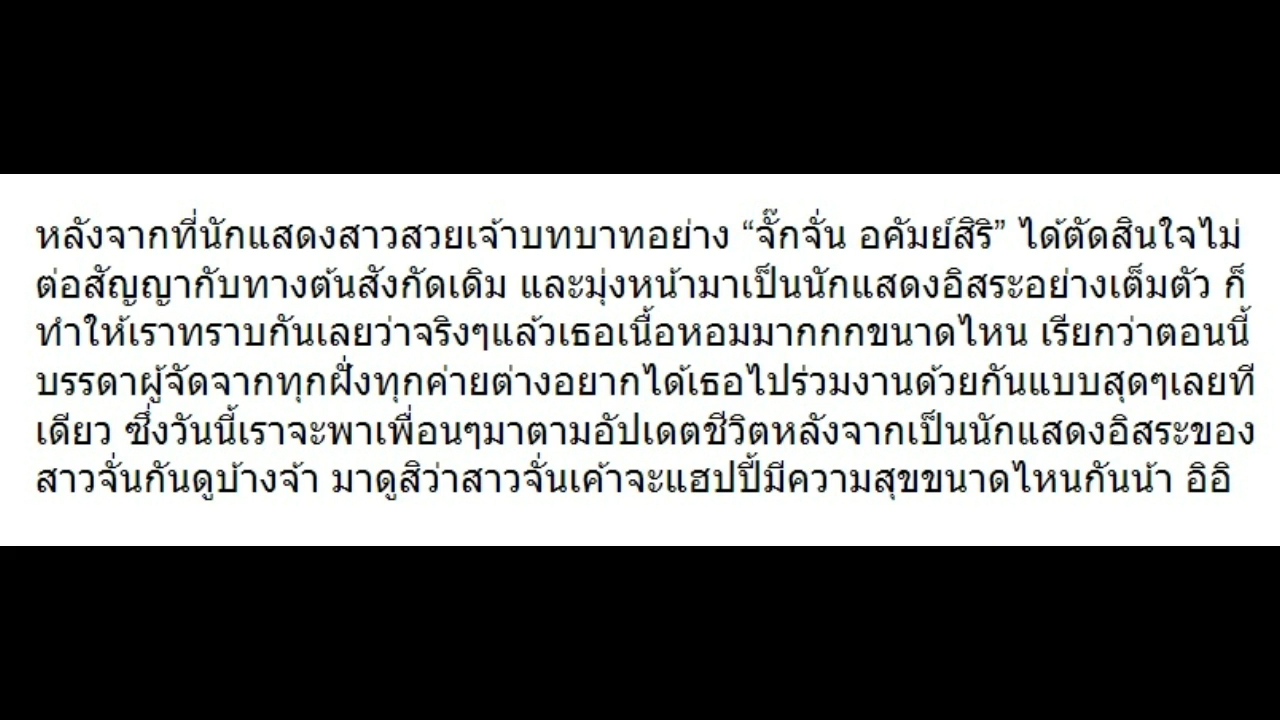 หลังจากที่นักแสดงสาวสวยเจ้าบทบาทอย่าง “จั๊กจั่น อคัมย์สิริ” ได้ตัดสินใจไม่
ต่อสัญญากับทางต้นสังกัดเดิม และมุ่งหน้ามาเป็นนักแสดงอิสระอย่างเต็มตัว ก็
ทำให้เราทราบกันเลยว่าจริงๆแล้วเธอเนื้อหอมมากกกขนาดไหน เรียกว่าตอนนี้
บรรดาผู้จัดจากทุกฝั่งทุกค่ายต่างอยากได้เธอไปร่วมงานด้วยกันแบบสุดๆเลยที
เดียว ซึ่งวันนี้เราจะพาเพื่อนๆมาตามอัปเดตชีวิตหลังจากเป็นนักแสดงอิสระของ
สาวจั่นกันดูบ้างจ้า มาดูสิว่าสาวจั่นเค้าจะแฮปปี้มีความสุขขนาดไหนกันน้า อิอิ